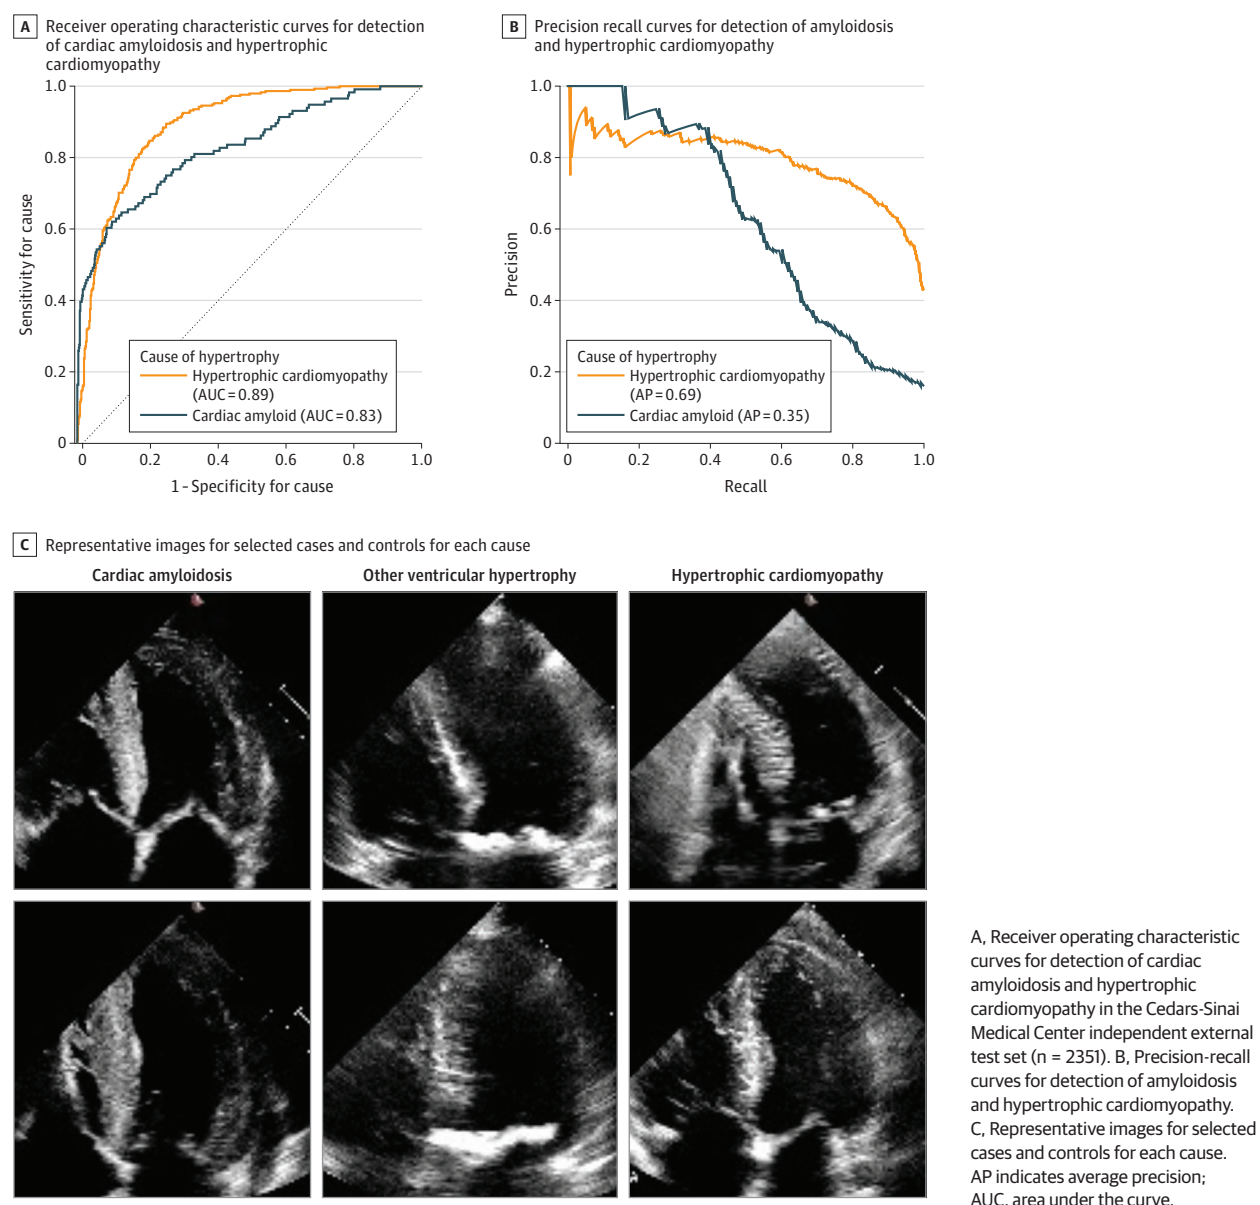 A Receiver operating characteristic curves for detection
of cardiac amyloidosis and hypertrophic
cardiomyopathy
1.0
0.8
0.6
0.4
0.2
0
Sensitivity for cause
0 0.2 0.4 0.6 0.8 1.0
1 – Specificity for cause
Cause of hypertrophy
Hypertrophic cardiomyopathy
(AUC = 0.89)
Cardiac amyloid (AUC = 0.83)
B Precision recall curves for detection of amyloidosis
and hypertrophic cardiomyopathy
1.0
0.8
0.6
0.4
0.2
0
Precision
0 0.2 0.4 0.6 0.8 1.0
Recall
Cause of hypertrophy
Hypertrophic cardiomyopathy
(AP = 0.69)
Cardiac amyloid (AP = 0.35)
C Representative images for selected cases and controls for each cause
Cardiac amyloidosis Other ventricular hypertrophy Hypertrophic cardiomyopathy
A, Receiver operating characteristic
curves for detection of cardiac
amyloidosis and hypertrophic
cardiomyopathy in the Cedars-Sinai
Medical Center independent external
test set (n = 2351). B, Precision-recall
curves for detection of amyloidosis
and hypertrophic cardiomyopathy.
C, Representative images for selected
cases and controls for each cause.
AP indicates average precision;
AUC, area under the curve.